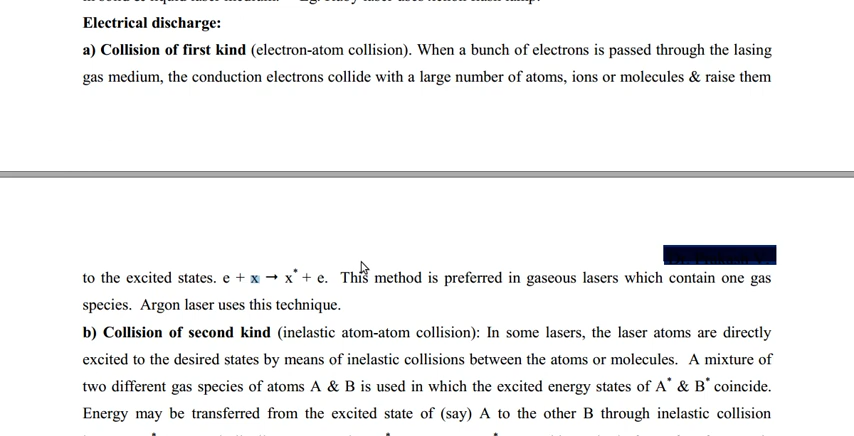 Electrical discharge:
a) Collision of first kind (electron-atom collision). When a bunch of electrons is passed through the lasing
gas medium, the conduction electrons collide with a large number of atoms, ions or molecules & raise them
to the excited states. e + x → x* + e. This method is preferred in gaseous lasers which contain one gas
species. Argon laser uses this technique.
b) Collision of second kind (inelastic atom-atom collision): In some lasers, the laser atoms are directly
excited to the desired states by means of inelastic collisions between the atoms or molecules. A mixture of
two different gas species of atoms A & B is used in which the excited energy states of A* & B* coincide.
Energy may be transferred from the excited state of (say) A to the other B through inelastic collision